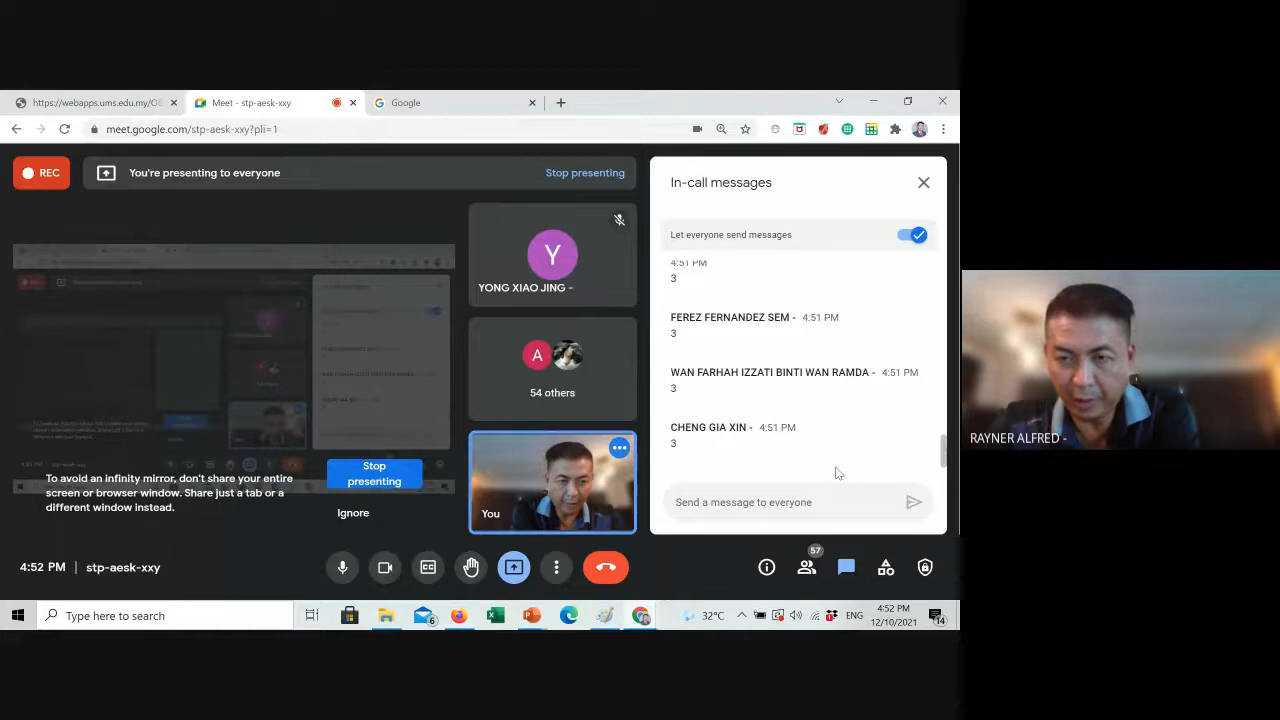 https://webapps.ums.edu.my/OB
Meet - stp-aesk-xxy
Google
meet.google.com/stp-aesk-xxy?pli=1
REC
You're presenting to everyone
Stop presenting
In-call messages
Let everyone send messages
4:51 PM
3
FEREZ FERNANDEZ SEM - 4:51 PM
3
WAN FARHAH IZZATI BINTI WAN RAMDA - 4:51 PM
3
CHENG GIA XIN - 4:51 PM
3
Send a message to everyone
Y
YONG XIAO JING -
A
54 others
You
To avoid an infinity mirror, don't share your entire
screen or browser window. Share just a tab or a
different window instead.
Stop
presenting
Ignore
RAYNER ALFRED -
4:52 PM | stp-aesk-xxy
57
Type here to search
6
32°C
ENG
4:52 PM
12/10/2021
14